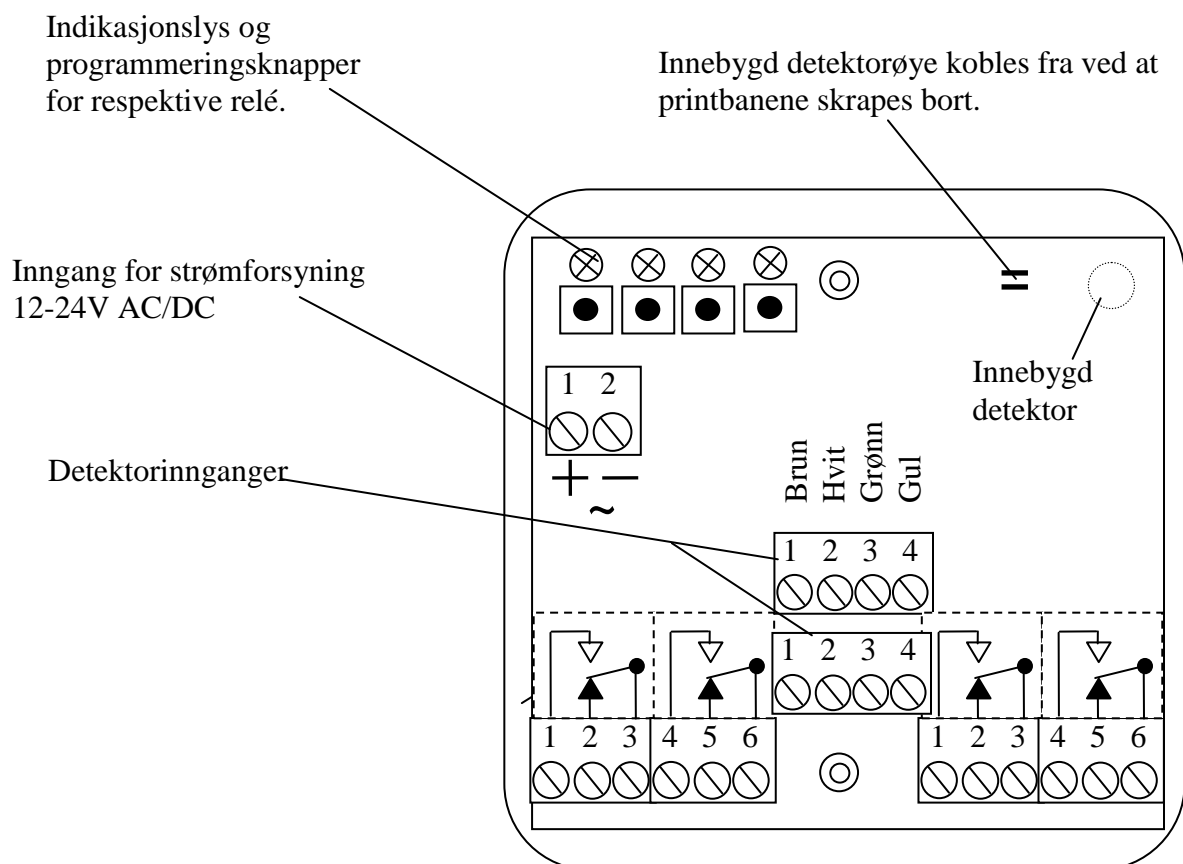 Indikasjonslys og
programmeringsknapper
for respektive relé.
Innebygd detektorøye kobles fra ved at
printbanene skrapes bort.
Inngang for strømforsyning
12-24V AC/DC
1 2
+ −
~
Innebygd
detektor
Detektorinnganger
Brun
Hvit
Grønn
Gul
1 2 3 4
1 2 3 4
1 2 3 4 5 6
1 2 3 4 5 6